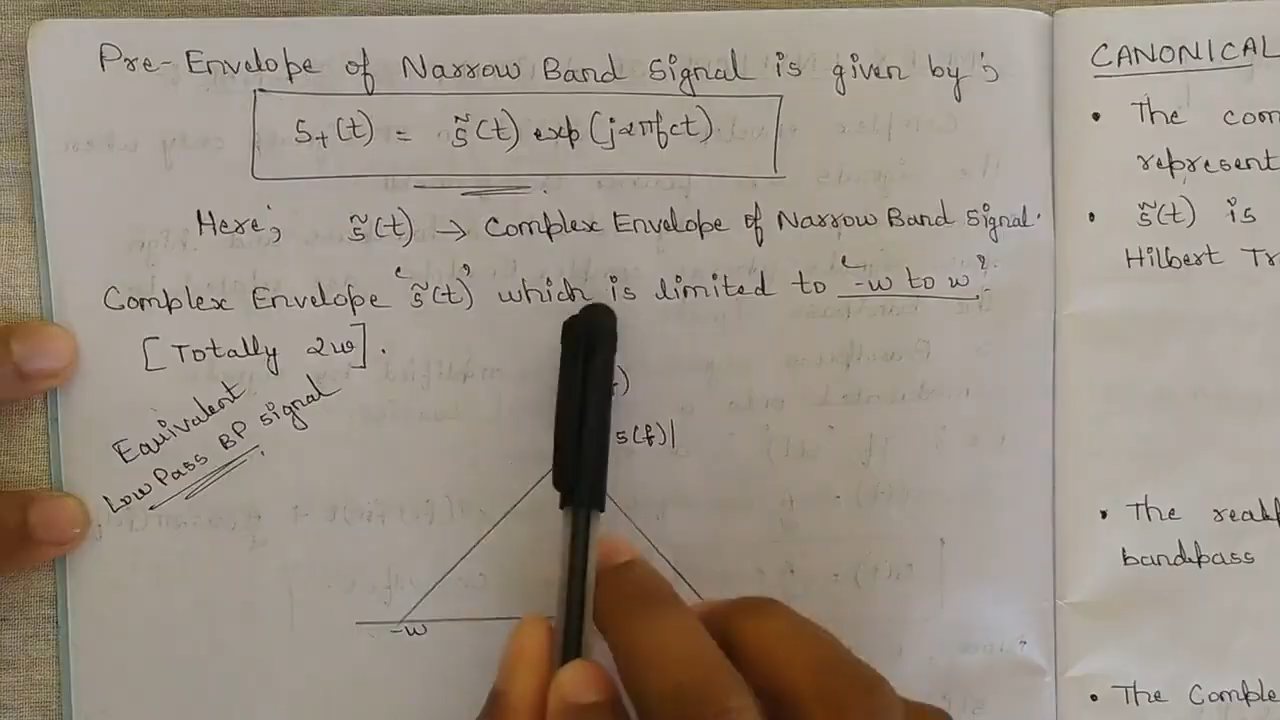 Pre-Envelope of Narrow Band Signal is given by;
S₊(t) = s̃(t) exp(j2πfct)
Here; s̃(t) → Complex Envelope of Narrow Band Signal.
Complex Envelope 's̃(t)' which is limited to '-w to w'.
[Totally 2w].
Equivalent
Low Pass BP signal
s(f)|
-w
CANONICAL
• The com
represent
• s̃(t) is
Hilbert Tr
• The real
bandpass
• The Comple